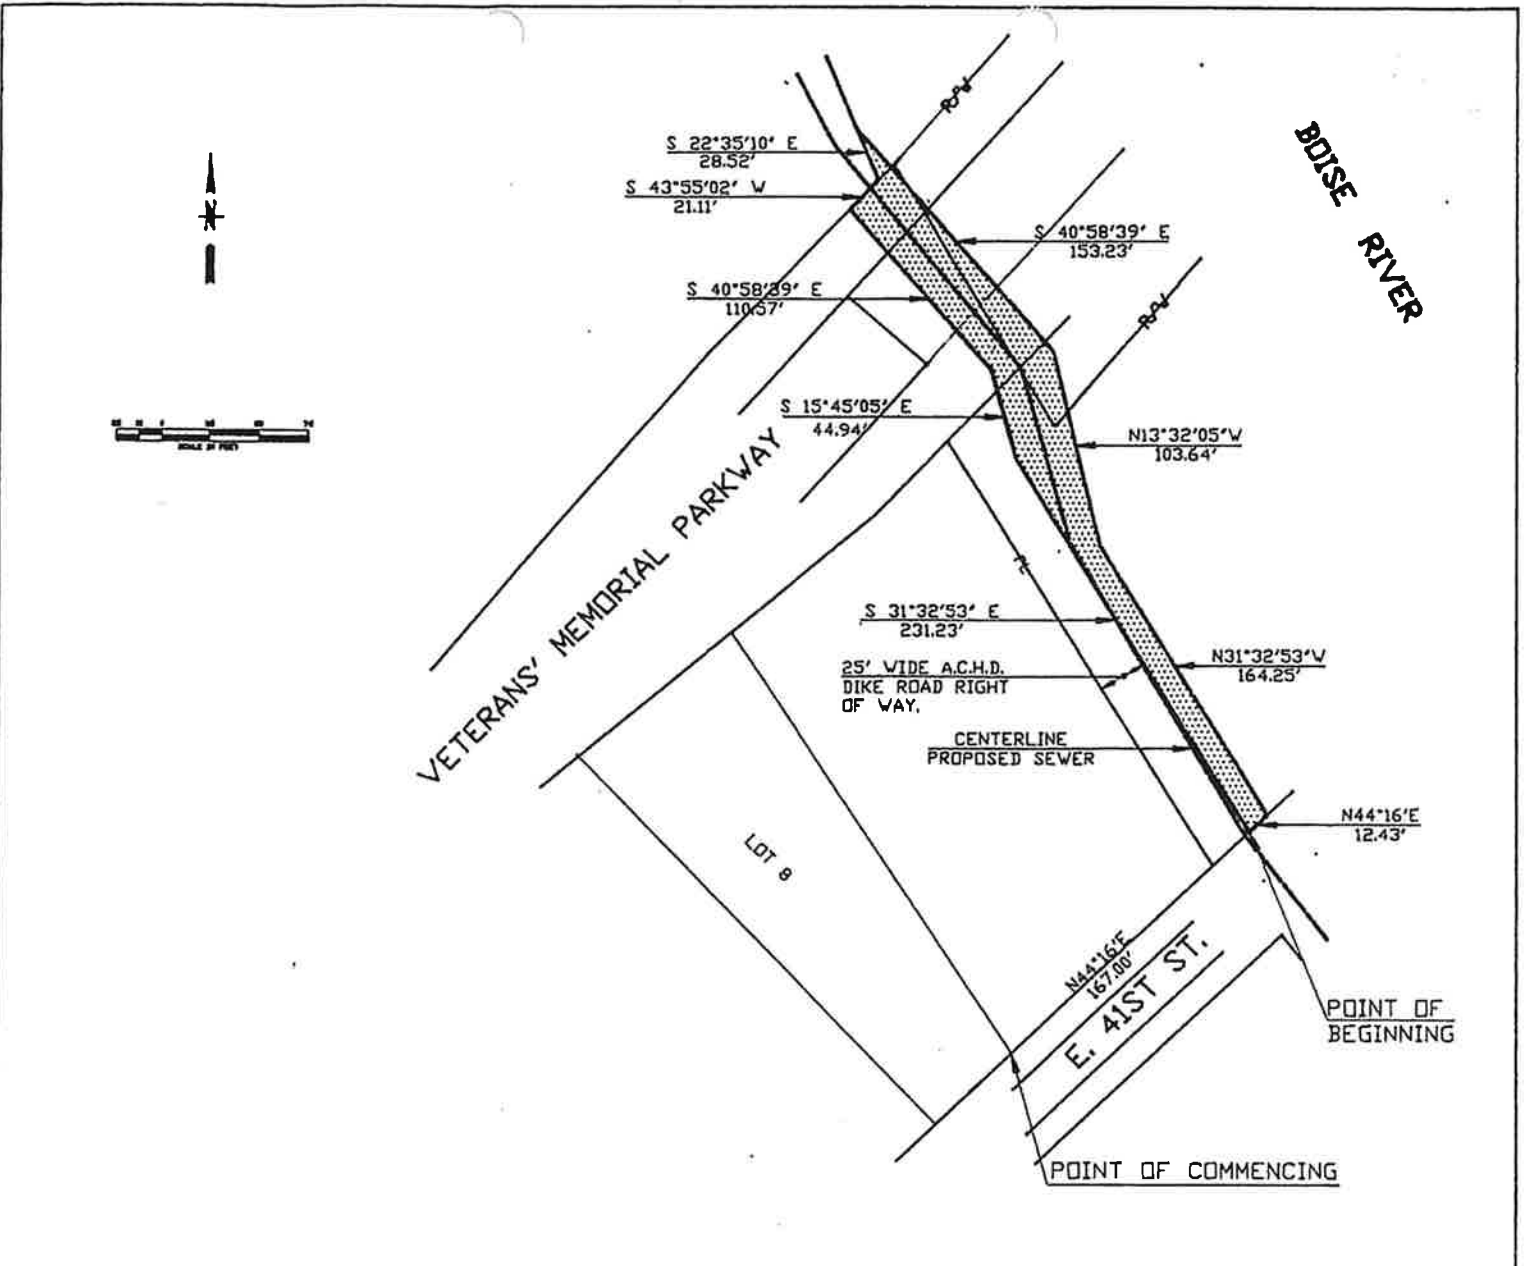 BOISE
RIVER
R/W
S 22°35'10" E
28.52'
S 43°55'02" W
21.11'
N
S 40°58'39" E
153.23'
S 40°58'39" E
110.57'
R/W
S 15°45'05" E
44.94'
N13°32'05"W
103.64'
SCALE IN FEET
VETERANS' MEMORIAL PARKWAY
S 31°32'53" E
231.23'
N31°32'53"W
164.25'
25' WIDE A.C.H.D.
DIKE ROAD RIGHT
OF WAY.
CENTERLINE
PROPOSED SEWER
N44°16'E
12.43'
LOT 8
N44°16'E
167.00'
E. 41ST ST.
POINT OF
BEGINNING
POINT OF COMMENCING